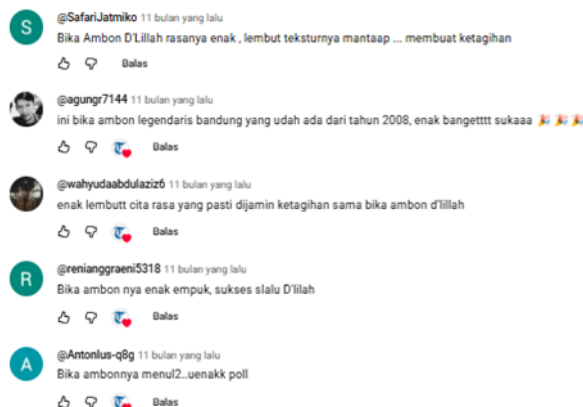 S
@SafariJatmiko 11 bulan yang lalu
Bika Ambon D'Lillah rasanya enak , lembut teksturnya mantaap ... membuat ketagihan
Balas
@agungr7144 11 bulan yang lalu
ini bika ambon legendaris bandung yang udah ada dari tahun 2008, enak bangetttt sukaaa 🎉 🎉 🎉
Balas
@wahyudaabdulaziz6 11 bulan yang lalu
enak lembutt cita rasa yang pasti dijamin ketagihan sama bika ambon d'lillah
Balas
R
@renianggraeni5318 11 bulan yang lalu
Bika ambon nya enak empuk, sukses slalu D'lilah
Balas
A
@Antonlus-q8g 11 bulan yang lalu
Bika ambonnya menul2..uenakk poll
Balas